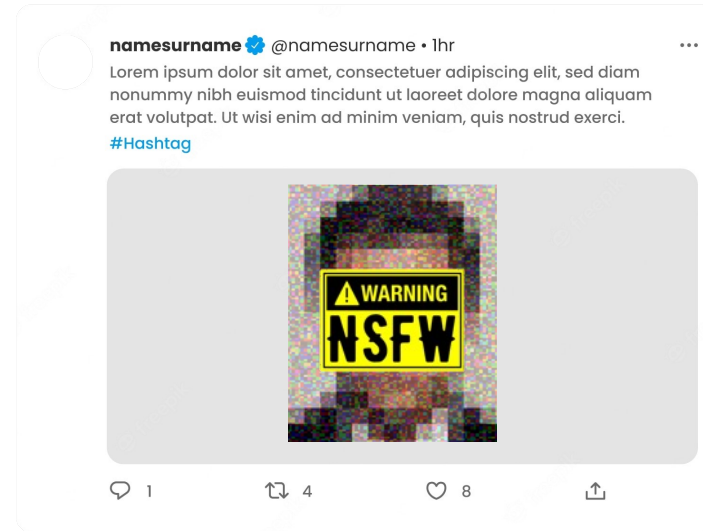 namesurname @namesurname • 1hr
Lorem ipsum dolor sit amet, consectetuer adipiscing elit, sed diam
nonummy nibh euismod tincidunt ut laoreet dolore magna aliquam
erat volutpat. Ut wisi enim ad minim veniam, quis nostrud exerci.
#Hashtag
WARNING
NSFW
1 4 8